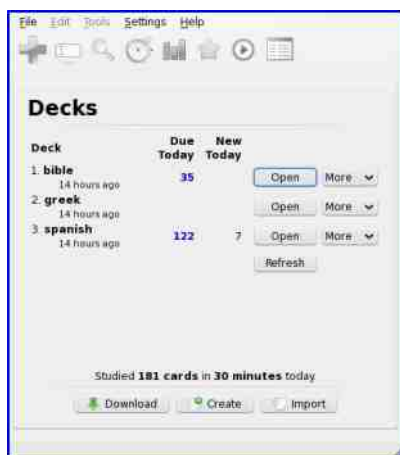 File Edit Tools Settings Help
Decks
Deck Due Today New Today
1. bible 35 Open More
14 hours ago
2. greek Open More
14 hours ago
3. spanish 122 7 Open More
14 hours ago
Refresh
Studied 181 cards in 30 minutes today
Download Create Import